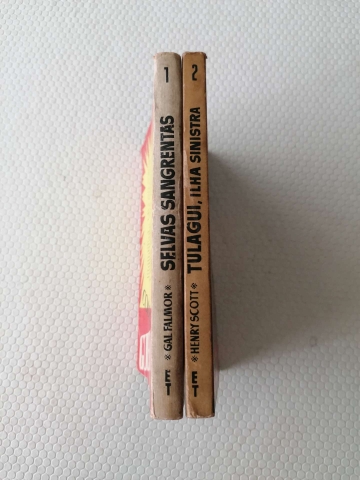 1
SELVAS SANGRENTAS
* GAL FALMOR *
2
TULAGUI, ILHA SINISTRA
* HENRY SCOTT *